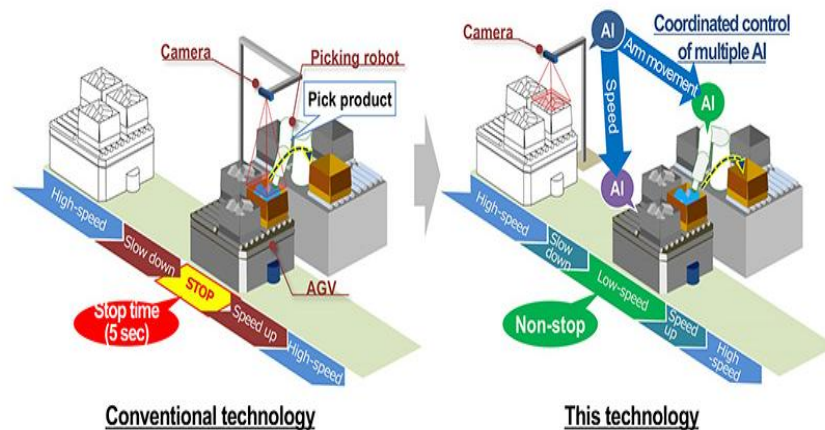 Camera
Picking robot
Pick product
High-speed
Slow down
STOP
Stop time
(5 sec)
Speed up
High-speed
AGV
Conventional technology
Camera
AI
Coordinated control
of multiple AI
Arm movement
Speed
AI
AI
High-speed
Slow
down
Low-speed
Non-stop
Speed
up
High
-speed
This technology